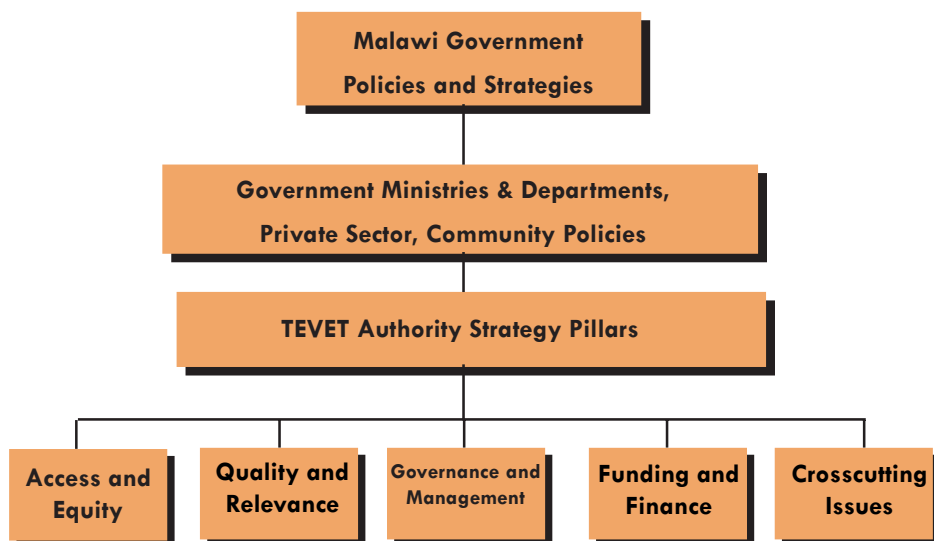 Malawi Government
Policies and Strategies
Government Ministries & Departments,
Private Sector, Community Policies
TEVET Authority Strategy Pillars
Access and
Equity
Quality and
Relevance
Governance and
Management
Funding and
Finance
Crosscutting
Issues